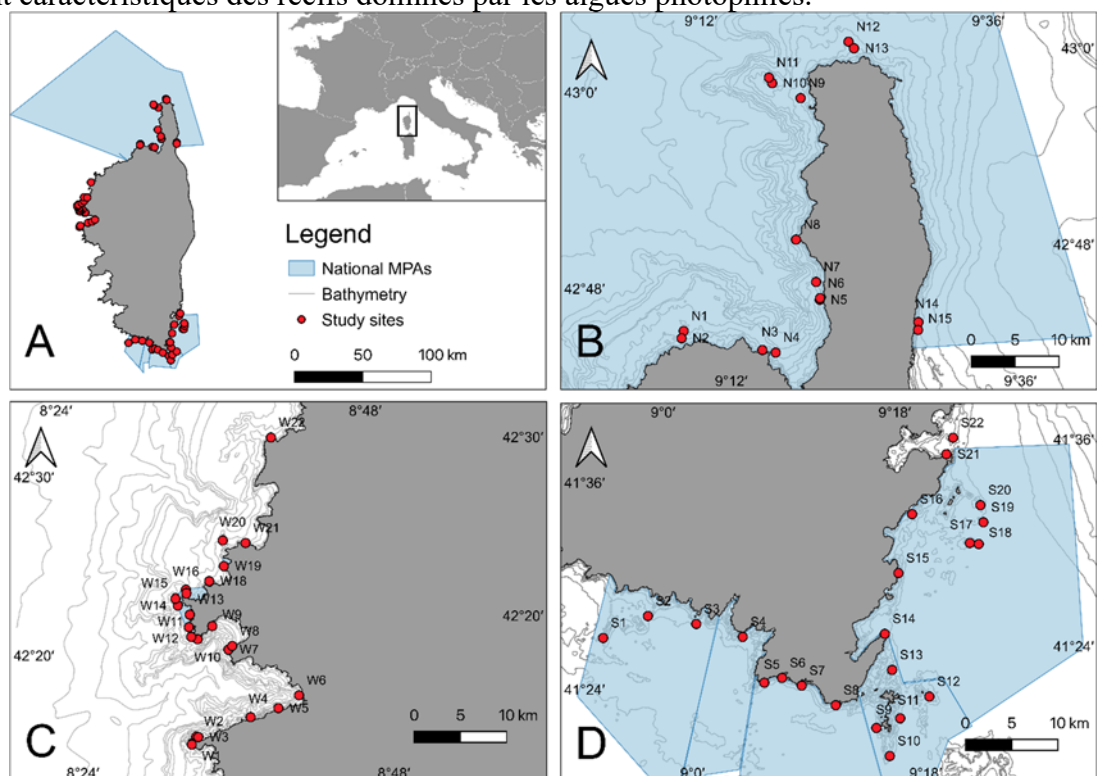 t caractéristiques des récifs dominés par les algues photophiles.
Legend
National MPAs
Bathymetry
Study sites
0 50 100 km
A
9°12' 9°36'
N12
N13
43°0'
N11
N10 N9
43°0'
N8
42°48'
N7
N6
42°48'
N5
N14
N1
N15
N2
N3
N4
B
0 5 10 km
9°12'
9°36'
8°24' 8°48'
W22
42°30'
42°30'
W20
W21
W19
W16
W18
W15
W13
W14
W11
W9
42°20'
W12
W8
W10
W7
42°20'
W6
W4
W5
W2
W3
W1
C
0 5 10 km
8°24' 8°48'
9°0' 9°18'
S22
41°36'
S21
41°36'
S20
S16
S19
S17
S18
S15
S2
S3
S1
S4
S14
41°24'
S13
S5
S6
S7
S12
41°24'
S8
S11
S9
S10
D
0 5 10 km
9°0' 9°18'